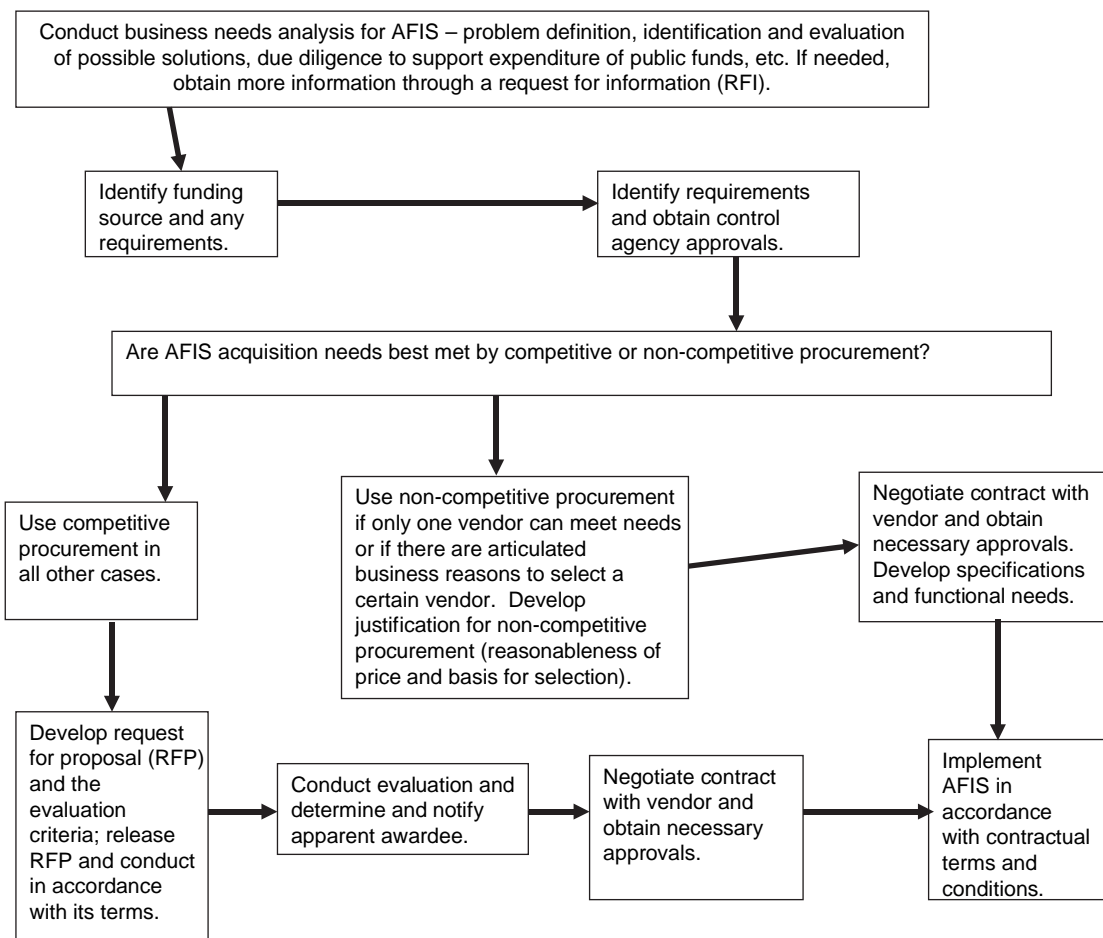 Conduct business needs analysis for AFIS – problem definition, identification and evaluation
of possible solutions, due diligence to support expenditure of public funds, etc. If needed,
obtain more information through a request for information (RFI).
Identify funding
source and any
requirements.
Identify requirements
and obtain control
agency approvals.
Are AFIS acquisition needs best met by competitive or non-competitive procurement?
Use competitive
procurement in
all other cases.
Use non-competitive procurement
if only one vendor can meet needs
or if there are articulated
business reasons to select a
certain vendor.  Develop
justification for non-competitive
procurement (reasonableness of
price and basis for selection).
Negotiate contract with
vendor and obtain
necessary approvals.
Develop specifications
and functional needs.
Develop request
for proposal (RFP)
and the
evaluation
criteria; release
RFP and conduct
in accordance
with its terms.
Conduct evaluation and
determine and notify
apparent awardee.
Negotiate contract
with vendor and
obtain necessary
approvals.
Implement
AFIS in
accordance
with contractual
terms and
conditions.